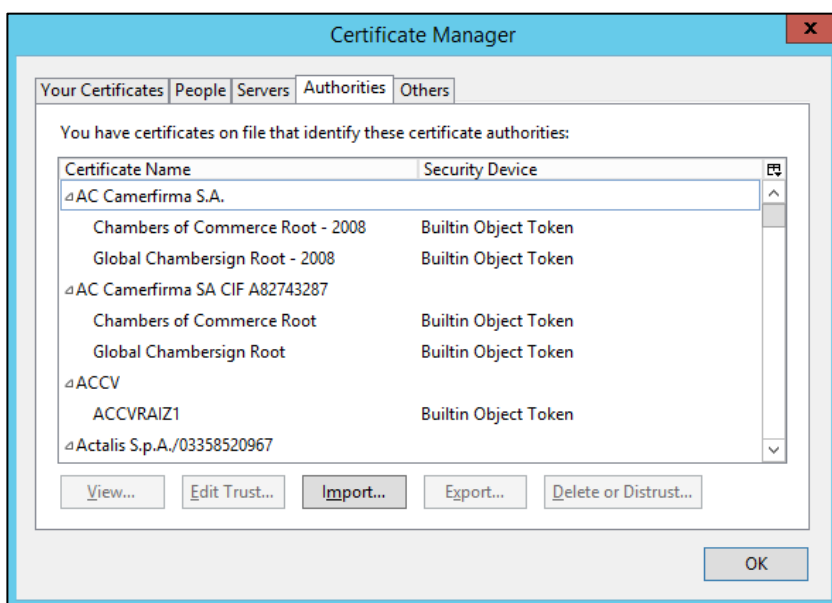 Certificate Manager
x
Your Certificates People Servers Authorities Others
You have certificates on file that identify these certificate authorities:
Certificate Name Security Device
AC Camerfirma S.A.
Chambers of Commerce Root - 2008 Builtin Object Token
Global Chambersign Root - 2008 Builtin Object Token
AC Camerfirma SA CIF A82743287
Chambers of Commerce Root Builtin Object Token
Global Chambersign Root Builtin Object Token
ACCV
ACCVRAIZ1 Builtin Object Token
Actalis S.p.A./03358520967
View... Edit Trust... Import... Export... Delete or Distrust...
OK